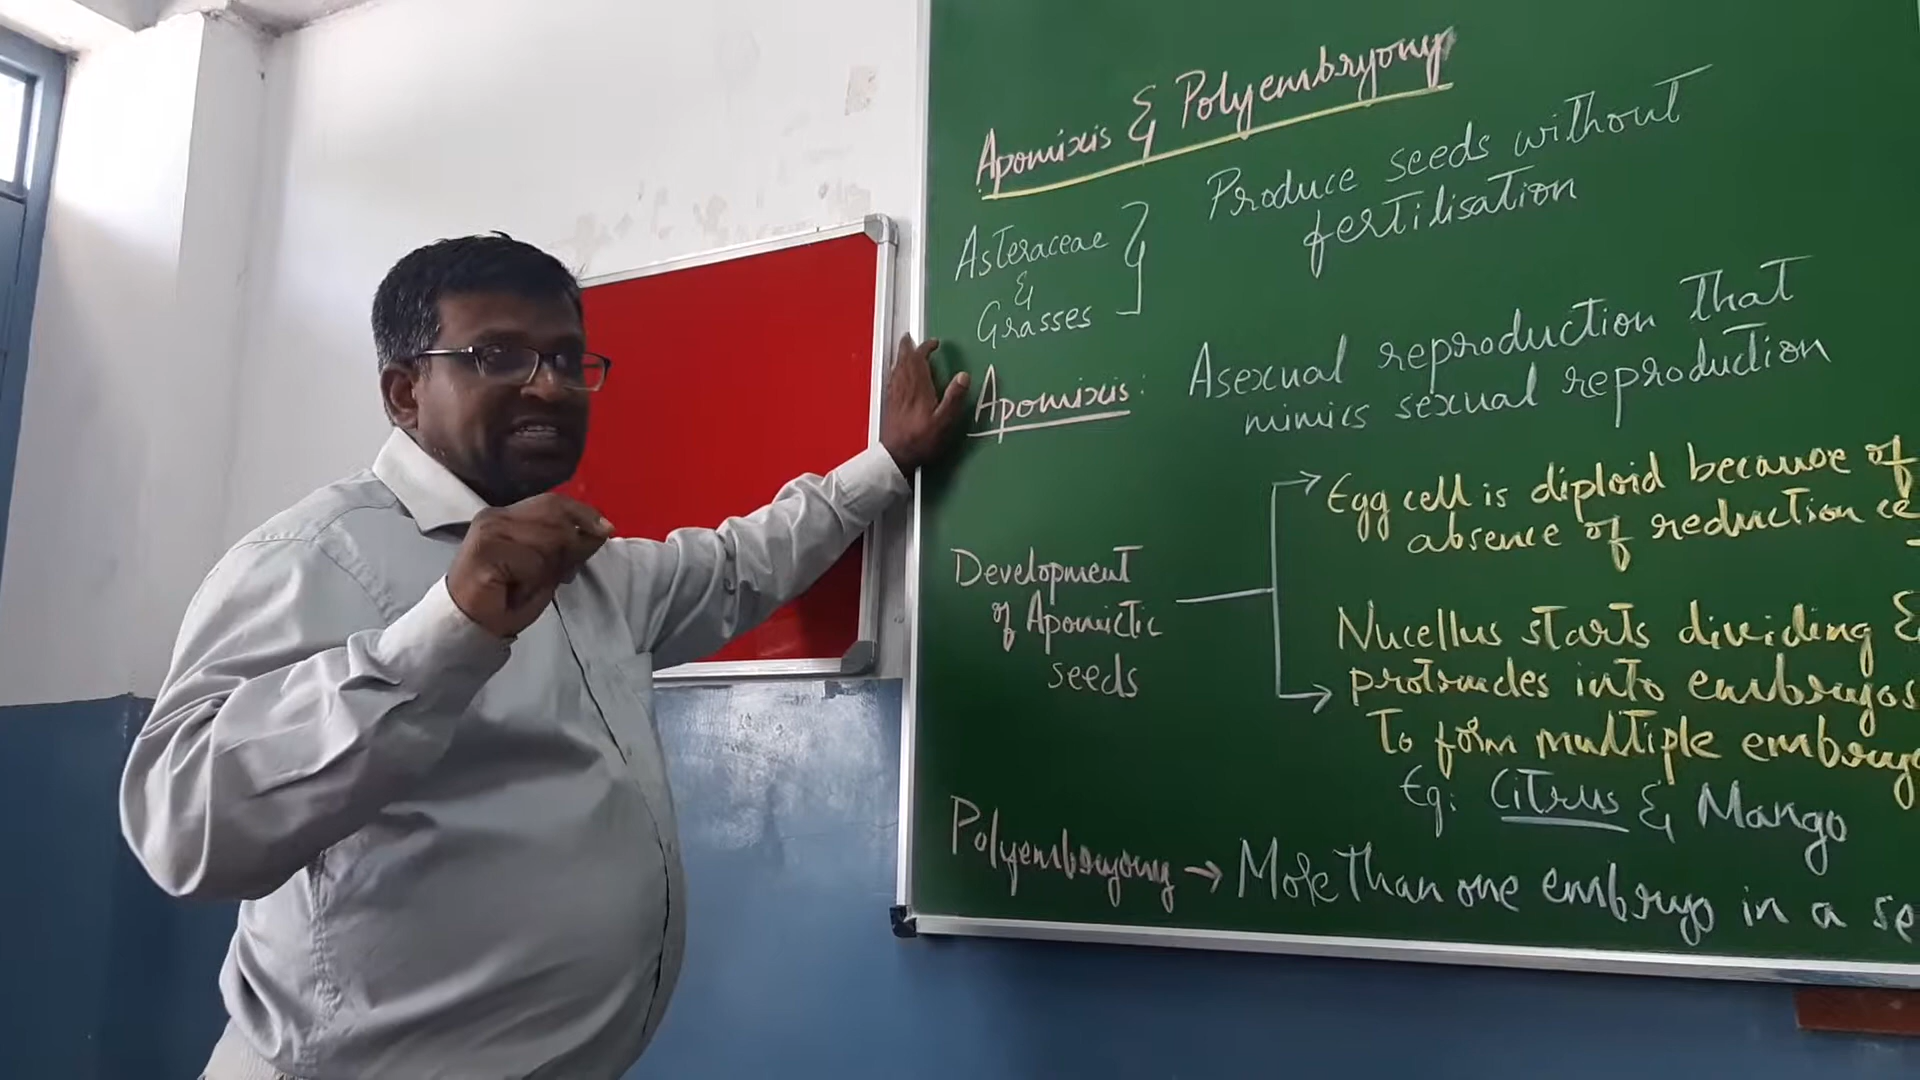 Apomixis & Polyembryony
Asteraceae
&
Grasses
Produce seeds without
fertilisation
Apomixis:
Asexual reproduction that
mimics sexual reproduction
Development
of Apomictic
seeds
Egg cell is diploid because of
absence of reduction ce
Nucellus starts dividing &
protrudes into embryos
To form multiple embryo
Eg: Citrus & Mango
Polyembryony → More than one embryo in a se